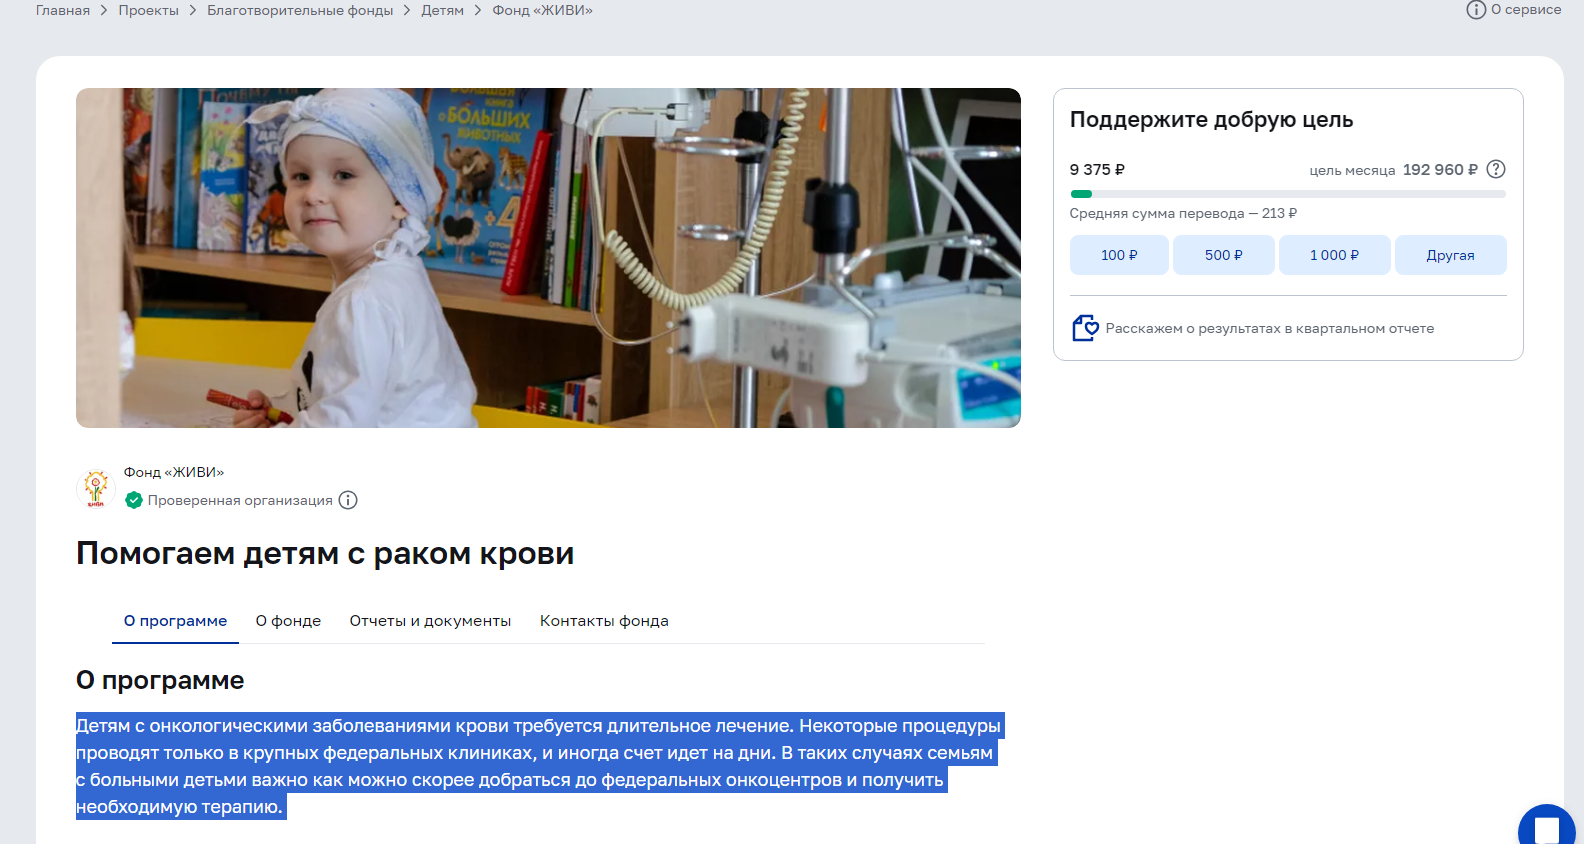 Главная > Проекты > Благотворительные фонды > Детям > Фонд «ЖИВИ»
О сервисе
БОЛЬШАЯ
книга
о БОЛЬШИХ
ЖИВОТНЫХ
+4
Поддержите добрую цель
9 375 ₽
цель месяца 192 960 ₽
Средняя сумма перевода — 213 ₽
100 ₽
500 ₽
1 000 ₽
Другая
Расскажем о результатах в квартальном отчете
Фонд «ЖИВИ»
Проверенная организация
Помогаем детям с раком крови
О программе
О фонде
Отчеты и документы
Контакты фонда
О программе
Детям с онкологическими заболеваниями крови требуется длительное лечение. Некоторые процедуры
проводят только в крупных федеральных клиниках, и иногда счет идет на дни. В таких случаях семьям
с больными детьми важно как можно скорее добраться до федеральных онкоцентров и получить
необходимую терапию.